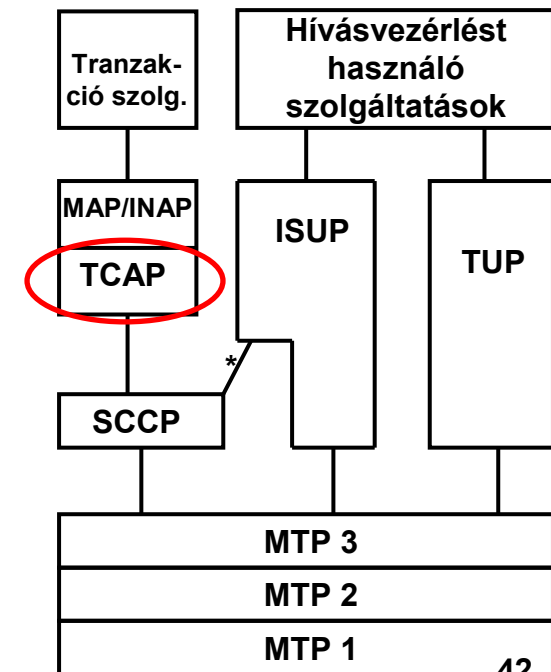 Tranzak-
ció szolg.
Hívásvezérlést
használó
szolgáltatások
MAP/INAP
TCAP
ISUP
TUP
*
SCCP
MTP 3
MTP 2
MTP 1
42